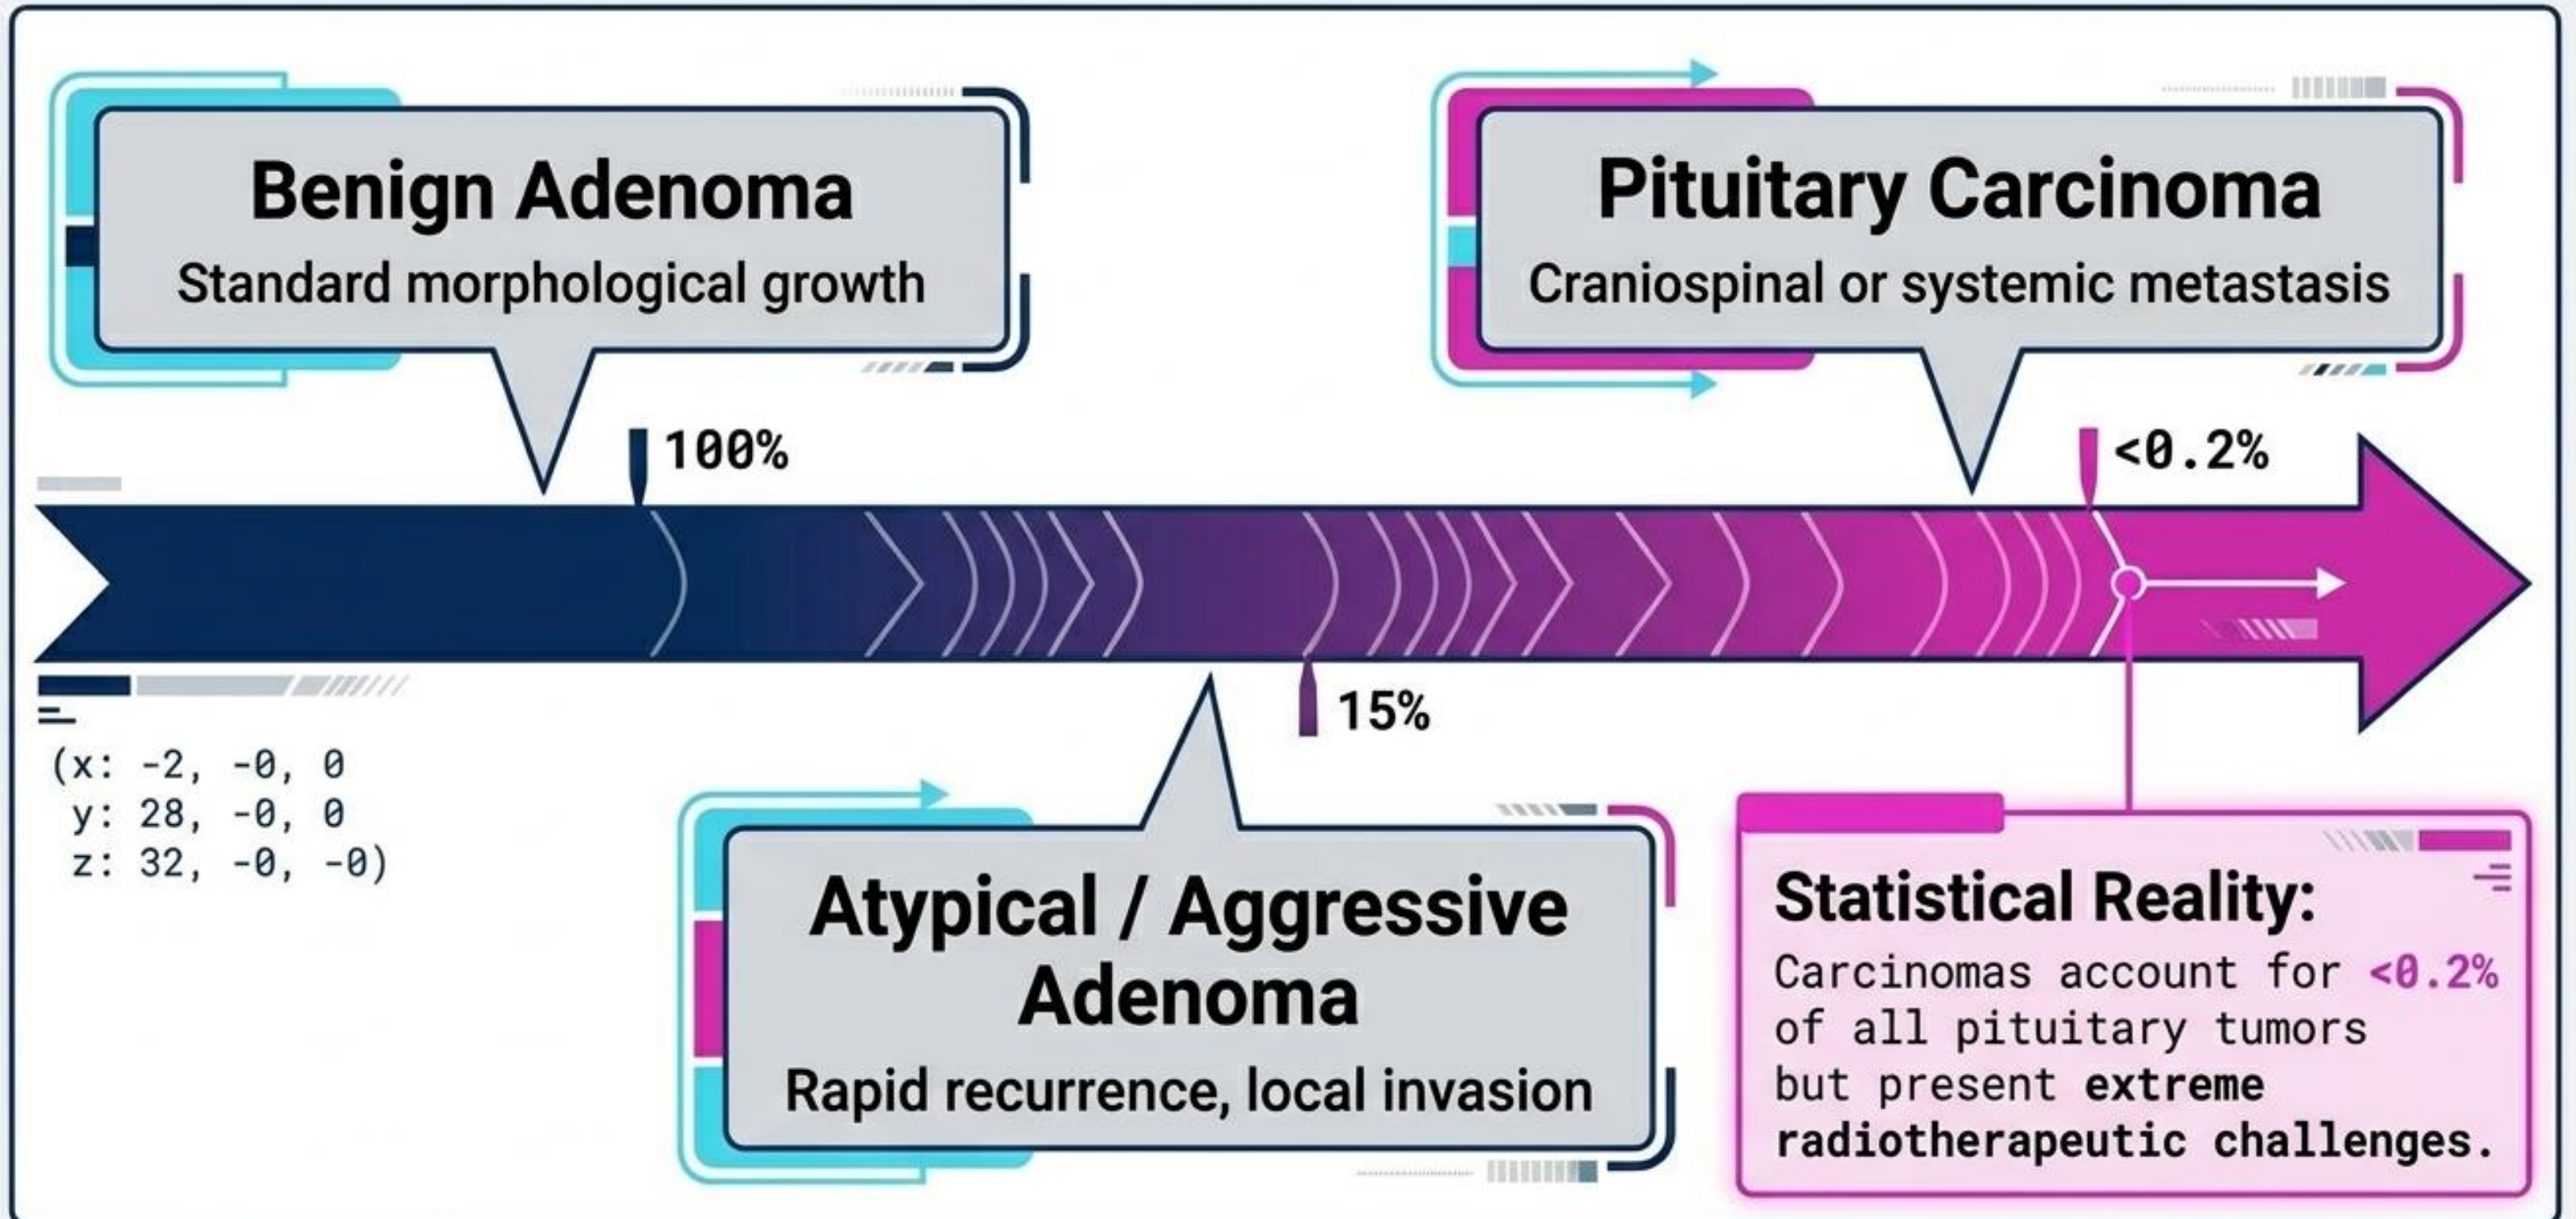 Benign Adenoma
Standard morphological growth
Pituitary Carcinoma
Craniospinal or systemic metastasis
100%
<0.2%
15%
(x: -2, -0, 0
y: 28, -0, 0
z: 32, -0, -0)
Atypical / Aggressive
Adenoma
Rapid recurrence, local invasion
Statistical Reality:
Carcinomas account for <0.2%
of all pituitary tumors
but present extreme
radiotherapeutic challenges.